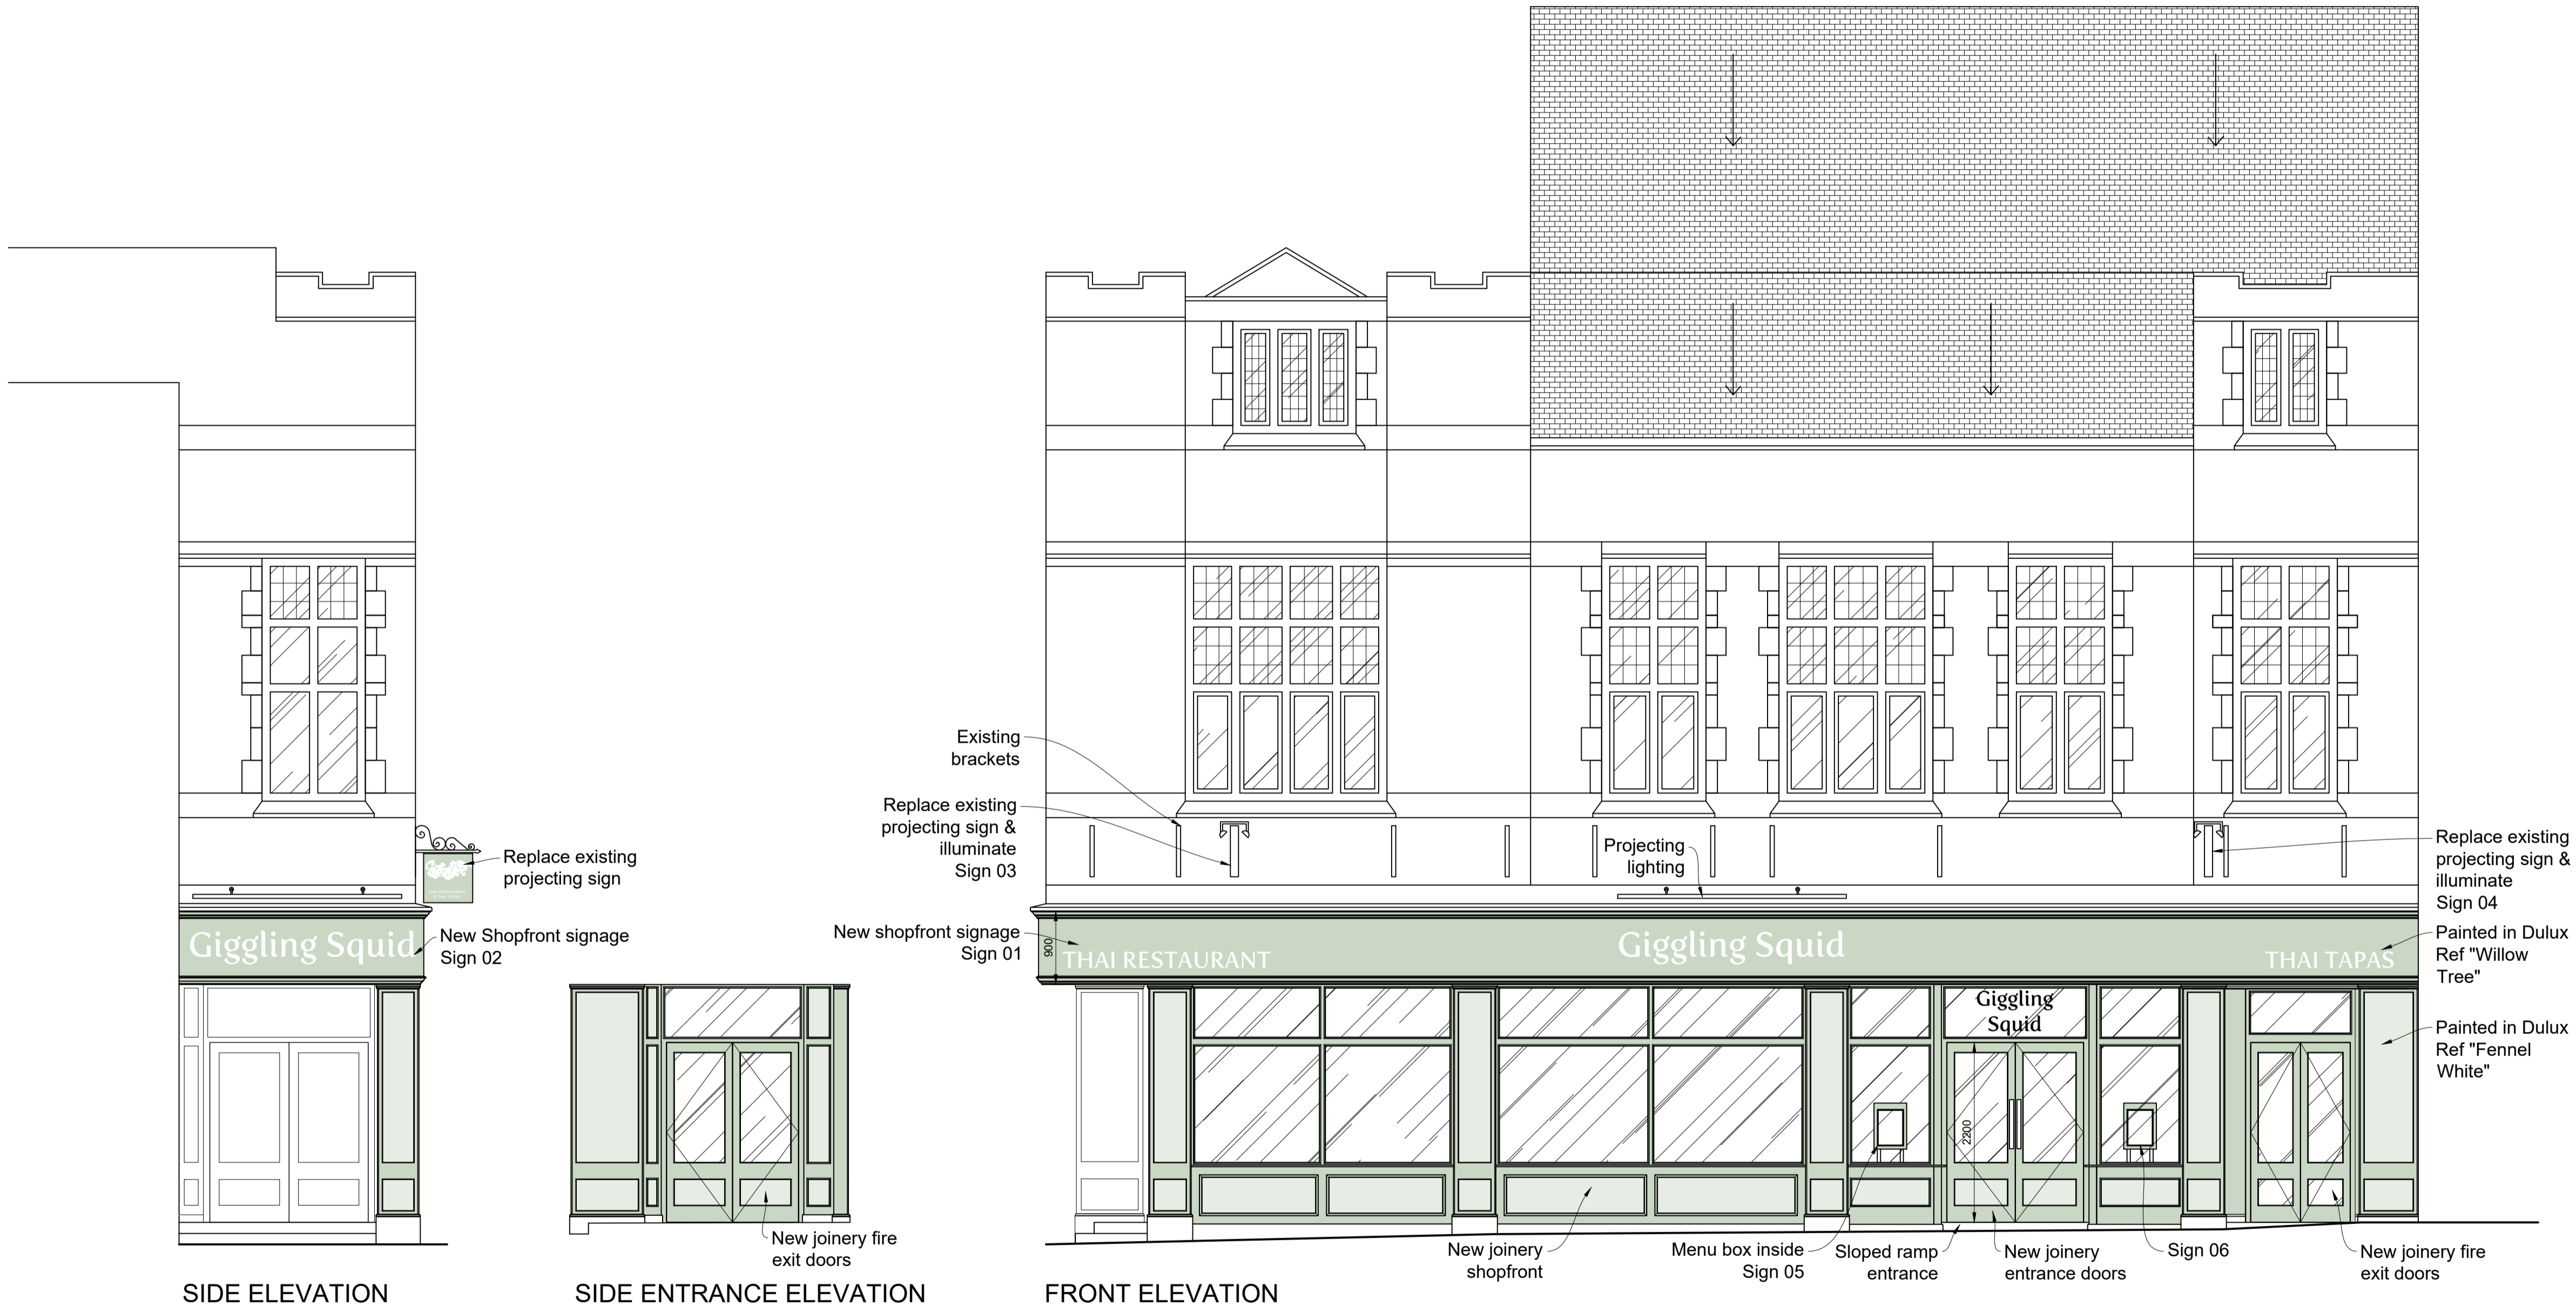 Existing
brackets
Replace existing
projecting sign &
illuminate
Sign 03
Replace existing
projecting sign
Projecting
lighting
Replace existing
projecting sign &
illuminate
Sign 04
Giggling Squid
New Shopfront signage
Sign 02
New shopfront signage
Sign 01
900
THAI RESTAURANT
Giggling Squid
THAI TAPAS
Painted in Dulux
Ref "Willow
Tree"
Giggling
Squid
Painted in Dulux
Ref "Fennel
White"
2200
New joinery fire
exit doors
New joinery
shopfront
Menu box inside
Sign 05
Sloped ramp
entrance
New joinery
entrance doors
Sign 06
New joinery fire
exit doors
SIDE ELEVATION
SIDE ENTRANCE ELEVATION
FRONT ELEVATION